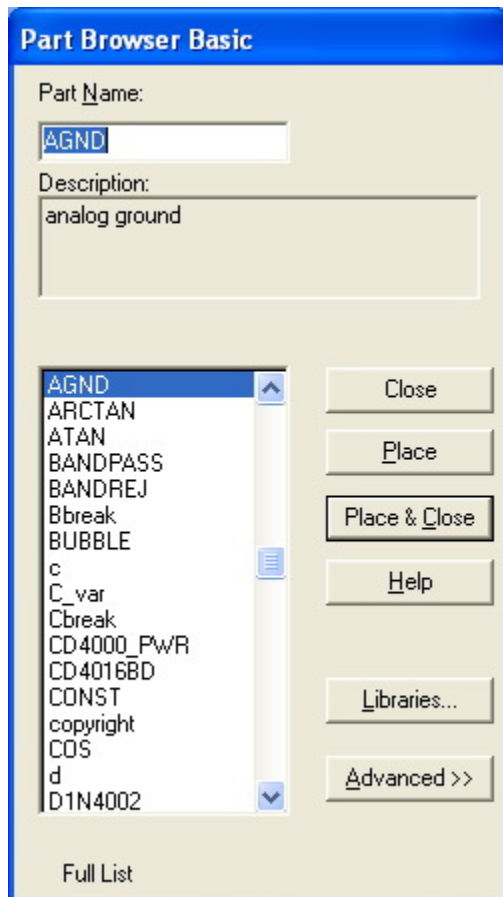 Part Browser Basic
Part Name:
AGND
Description:
analog ground
AGND
ARCTAN
ATAN
BANDPASS
BANDREJ
Bbreak
BUBBLE
c
C_var
Cbreak
CD4000_PWR
CD4016BD
CONST
copyright
COS
d
D1N4002
Close
Place
Place & Close
Help
Libraries...
Advanced >>
Full List